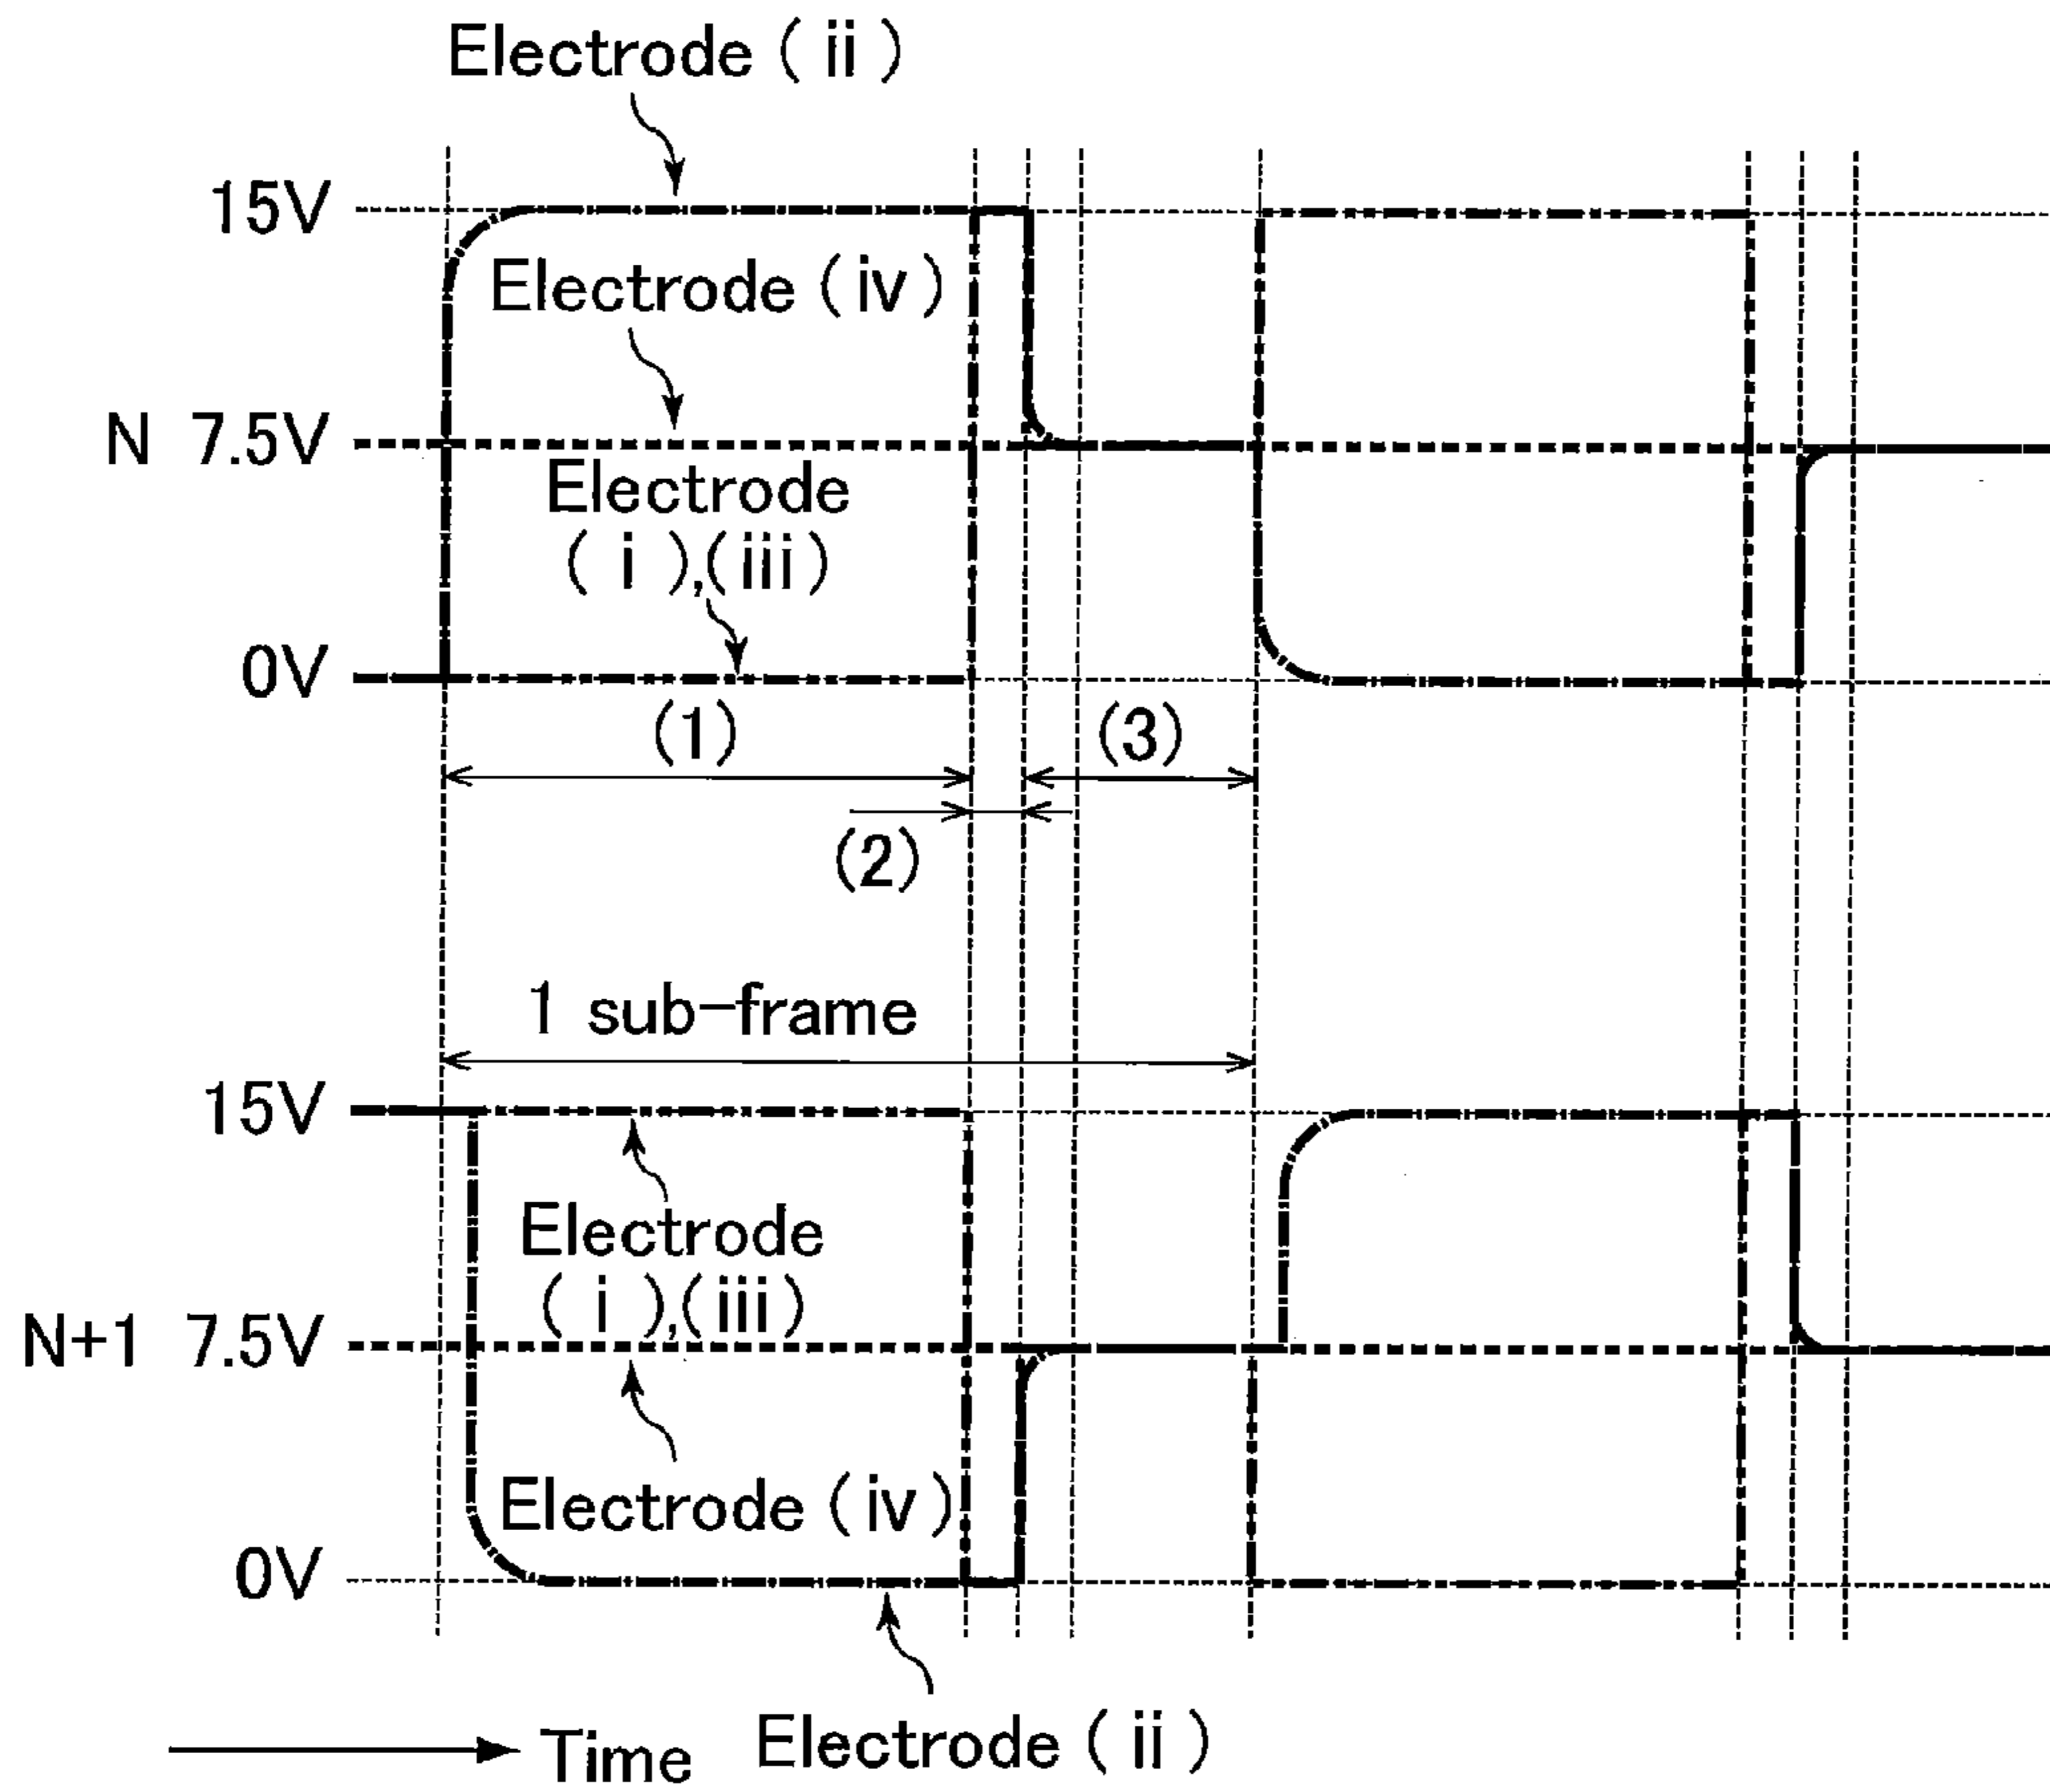 Electrode ( ii )
15V
Electrode ( iv )
N 7.5V
Electrode
( i ),(iii)
0V
(1)
(3)
(2)
1 sub-frame
15V
Electrode
( i ),(iii)
N+1 7.5V
Electrode ( iv )
0V
Time
Electrode ( ii )